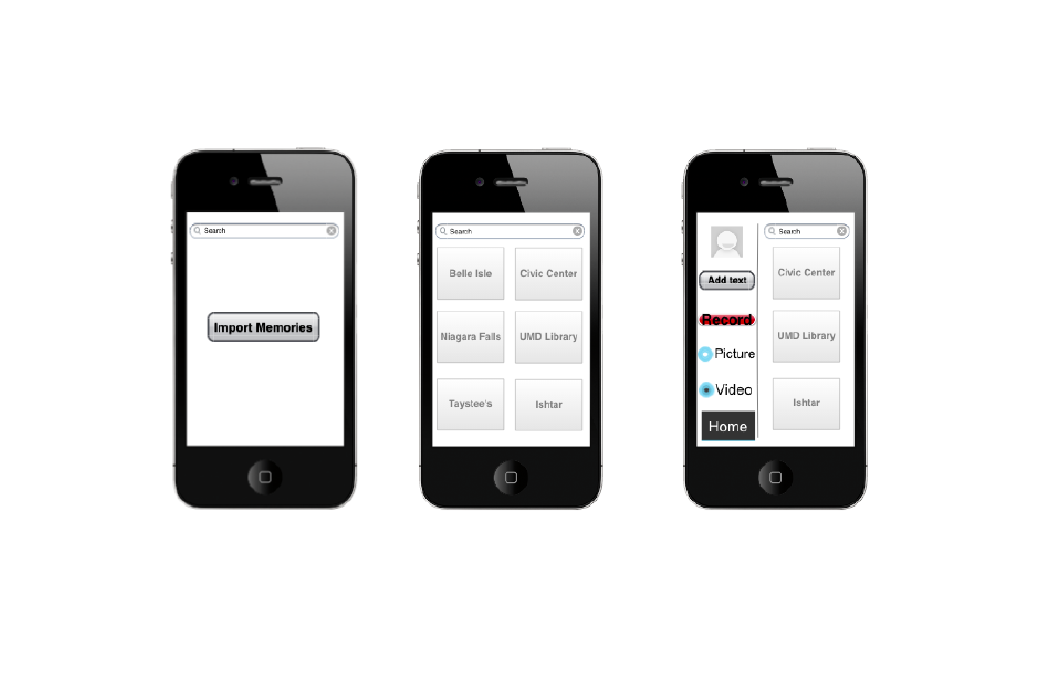 Search
Import Memories
Search
Belle Isle
Civic Center
Niagara Falls
UMD Library
Taystee's
Ishtar
Add text
Record
Picture
Video
Home
Search
Civic Center
UMD Library
Ishtar